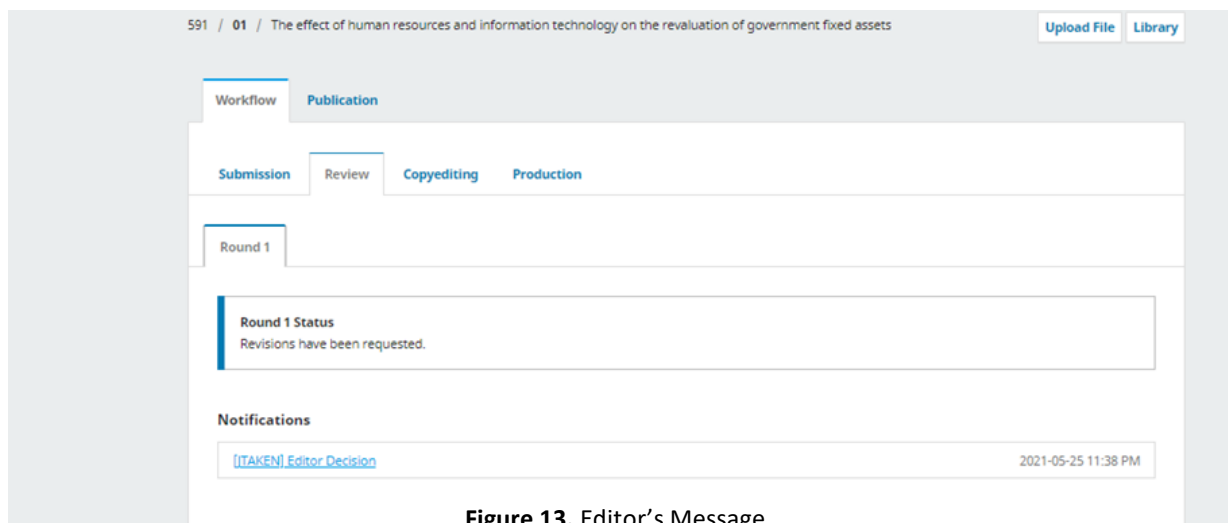 591 / 01 / The effect of human resources and information technology on the revaluation of government fixed assets
Upload File Library
Workflow Publication
Submission Review Copyediting Production
Round 1
Round 1 Status
Revisions have been requested.
Notifications
[JTAKEN] Editor Decision 2021-05-25 11:38 PM
Figure 13. Editor's Message